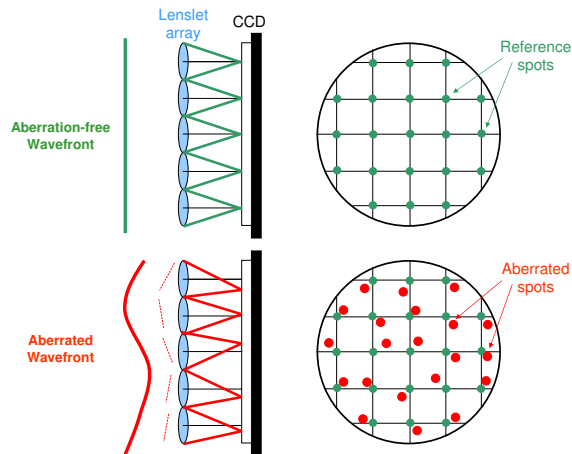 Lenslet
array
CCD
Reference
spots
Aberration-free
Wavefront
Aberrated
spots
Aberrated
Wavefront